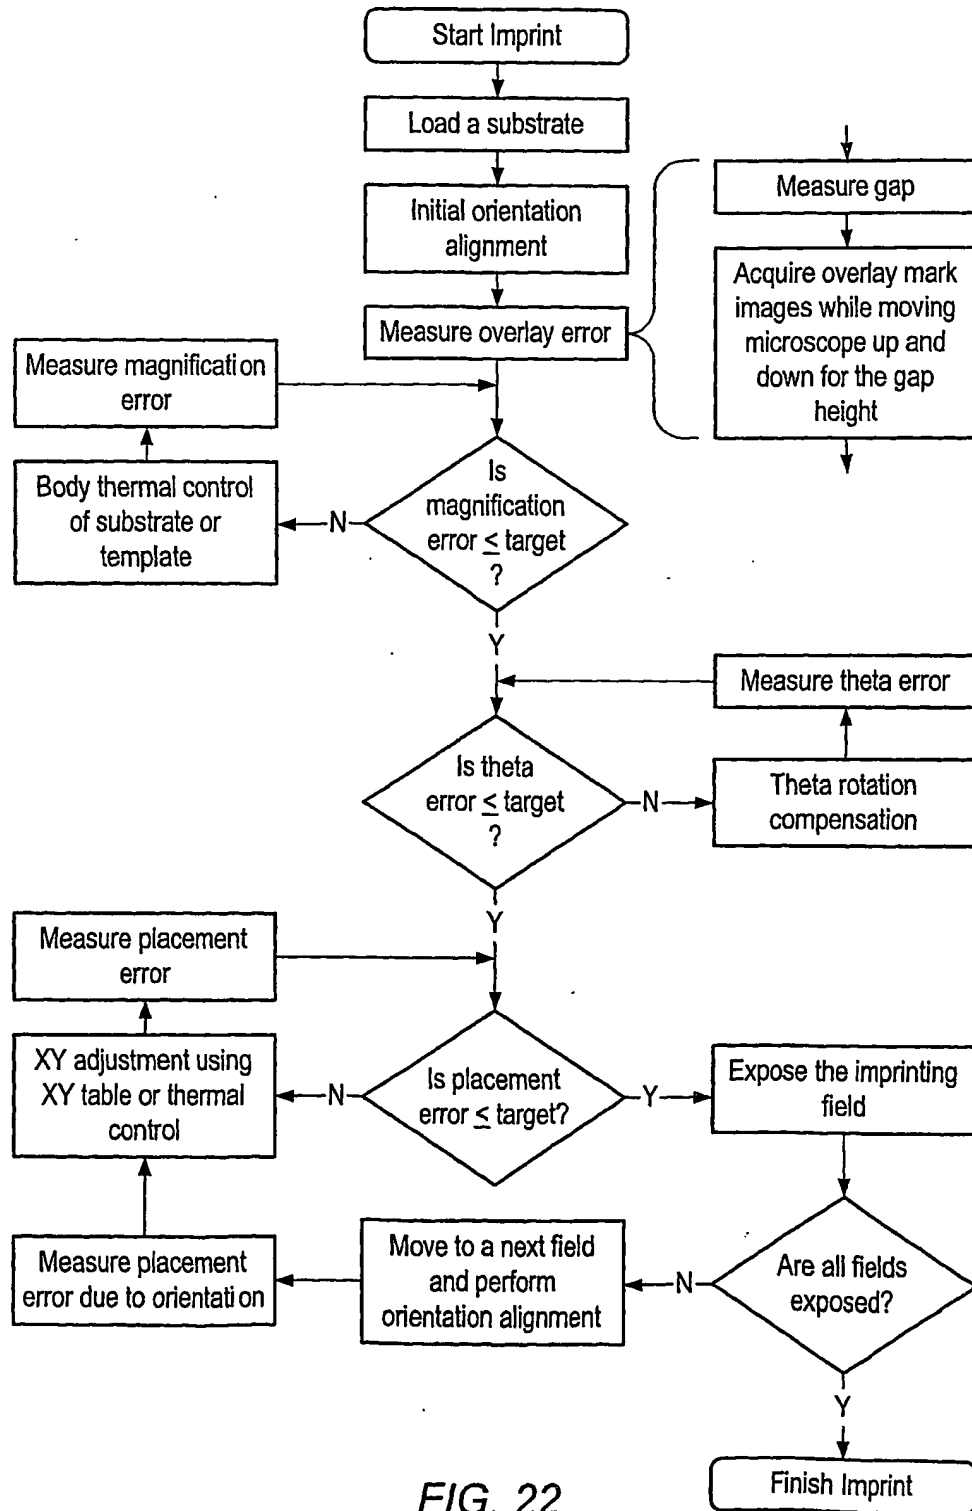 Start Imprint
Load a substrate
Initial orientation
alignment
Measure overlay error
Measure gap
Acquire overlay mark
images while moving
microscope up and
down for the gap
height
Measure magnification
error
Body thermal control
of substrate or
template
N
Is
magnification
error ≤ target
?
Y
Measure theta error
Is theta
error ≤ target
?
N
Theta rotation
compensation
Y
Measure placement
error
XY adjustment using
XY table or thermal
control
N
Is placement
error ≤ target?
Y
Expose the imprinting
field
Measure placement
error due to orientation
Move to a next field
and perform
orientation alignment
N
Are all fields
exposed?
Y
Finish Imprint
FIG. 22